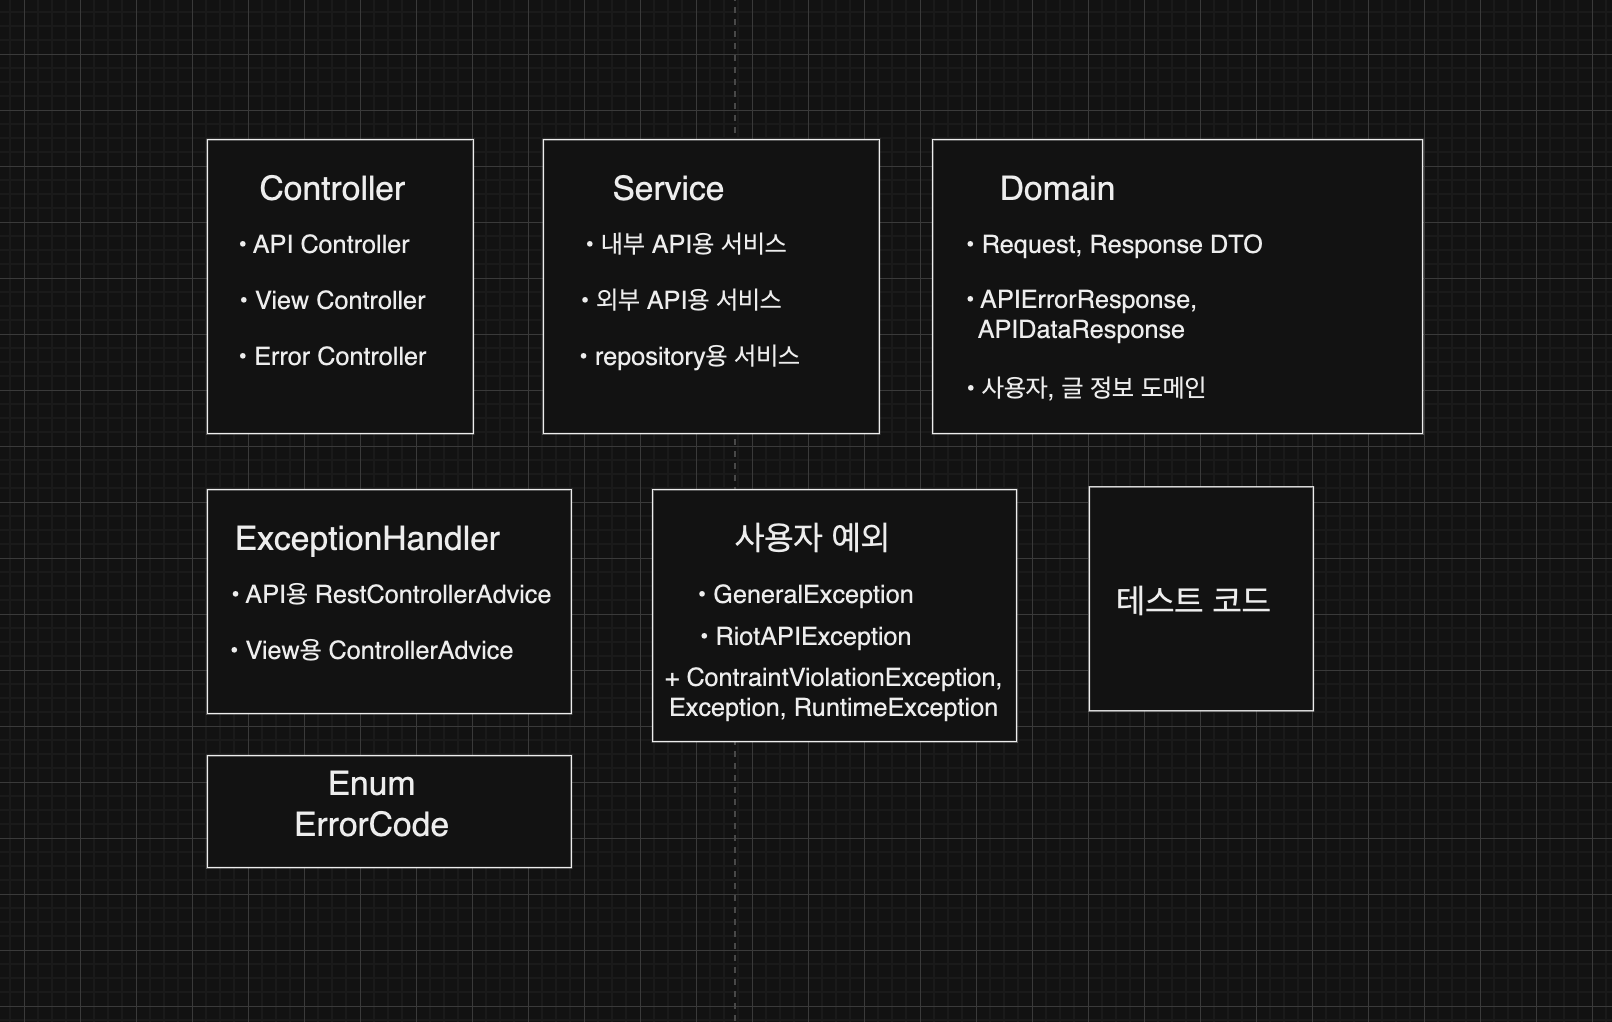 Controller
• API Controller
• View Controller
• Error Controller
Service
• 내부 API용 서비스
• 외부 API용 서비스
• repository용 서비스
Domain
• Request, Response DTO
• APIErrorResponse,
APIDataResponse
• 사용자, 글 정보 도메인
ExceptionHandler
• API용 RestControllerAdvice
• View용 ControllerAdvice
사용자 예외
• GeneralException
• RiotAPIException
+ ContraintViolationException,
Exception, RuntimeException
테스트 코드
Enum
ErrorCode